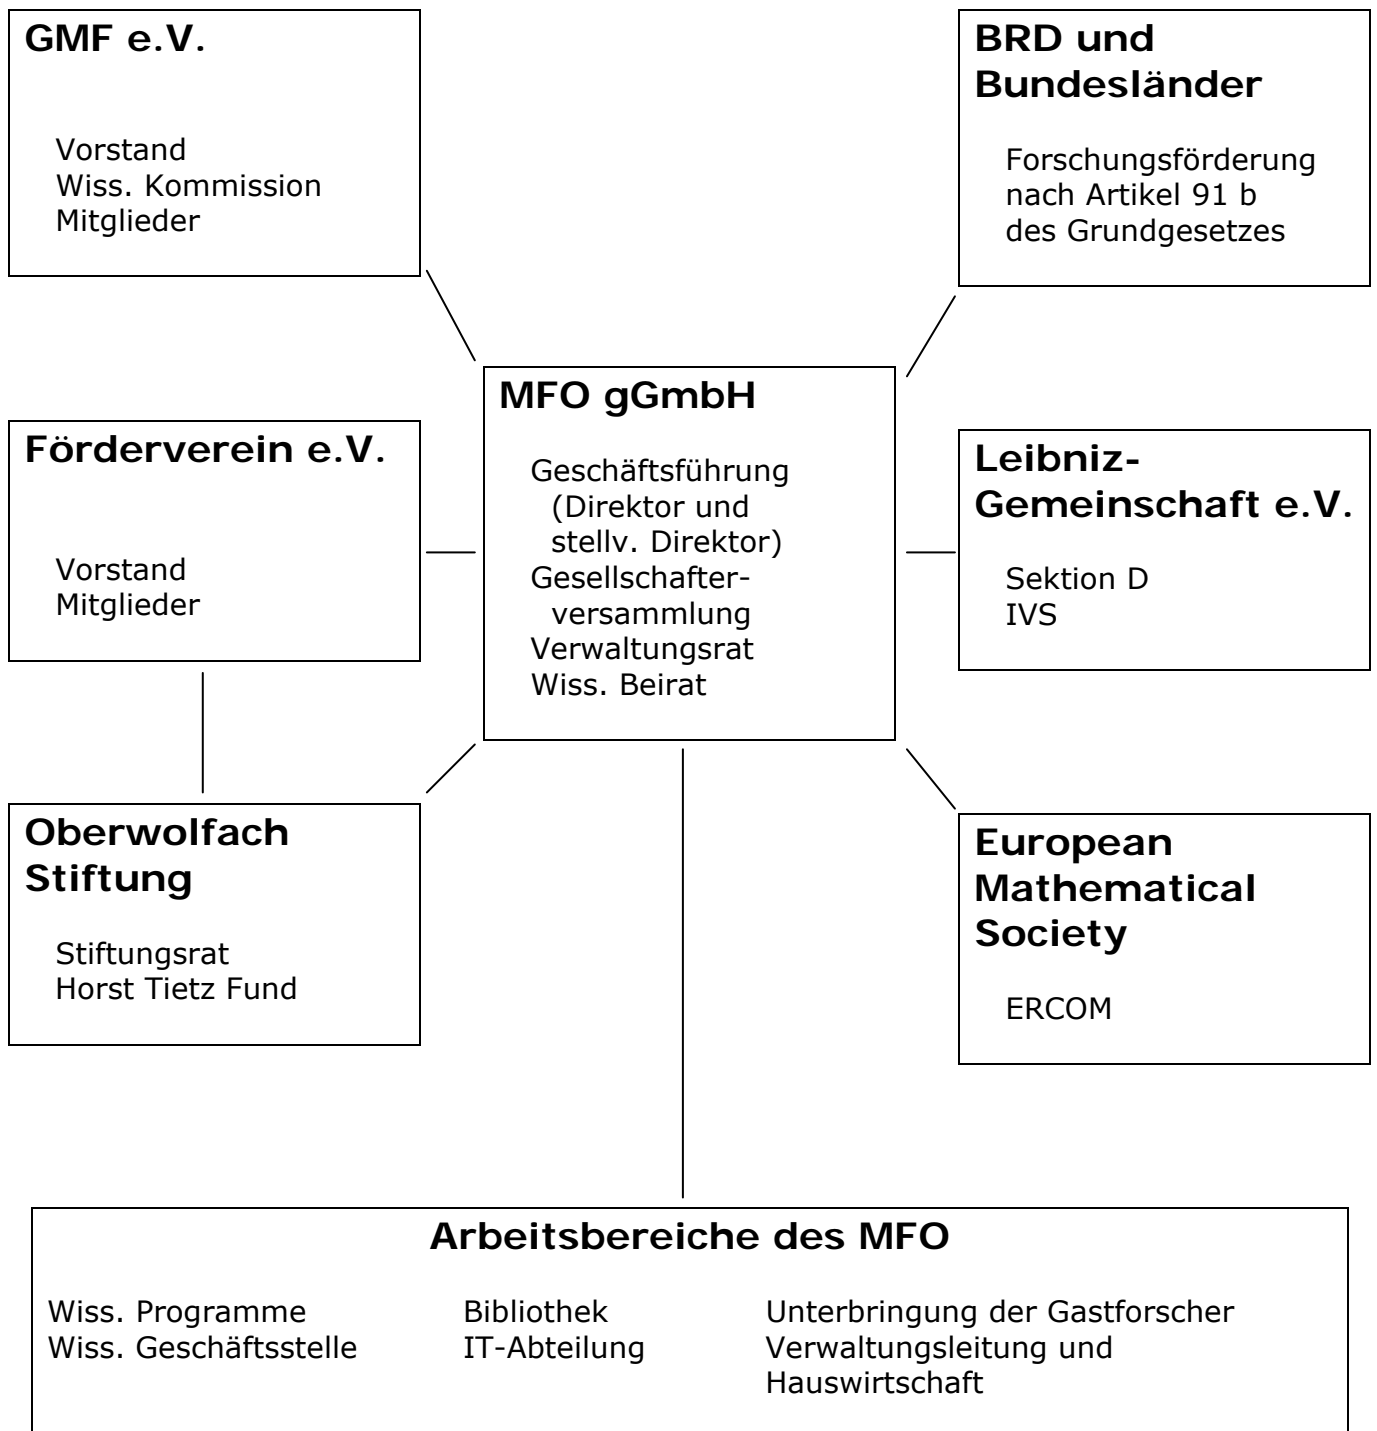 GMF e.V.
Vorstand
Wiss. Kommission
Mitglieder
BRD und
Bundesländer
Forschungsförderung
nach Artikel 91 b
des Grundgesetzes
MFO gGmbH
Geschäftsführung
(Direktor und
stellv. Direktor)
Gesellschafter-
versammlung
Verwaltungsrat
Wiss. Beirat
Förderverein e.V.
Vorstand
Mitglieder
Leibniz-
Gemeinschaft e.V.
Sektion D
IVS
Oberwolfach
Stiftung
Stiftungsrat
Horst Tietz Fund
European
Mathematical
Society
ERCOM
Arbeitsbereiche des MFO
Wiss. Programme
Wiss. Geschäftsstelle
Bibliothek
IT-Abteilung
Unterbringung der Gastforscher
Verwaltungsleitung und
Hauswirtschaft